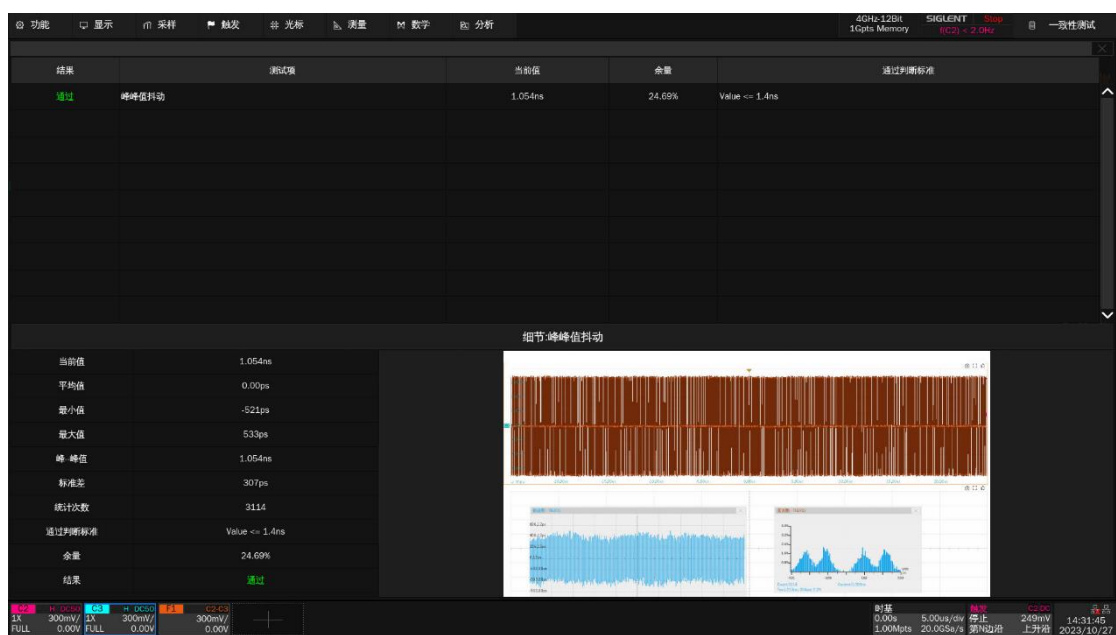 功能 显示 采样 触发 光标 测量 数学 分析 4GHz-12Bit SIGLENT Stop 一致性测试
1Gpts Memory f(C2) < 2.0Hz
结果 测试项 当前值 余量 通过判断标准
通过 峰峰值抖动 1.054ns 24.69% Value <= 1.4ns
细节:峰峰值抖动
当前值 1.054ns
平均值 0.00ps
最小值 -521ps
最大值 533ps
峰-峰值 1.054ns
标准差 307ps
统计次数 3114
通过判断标准 Value <= 1.4ns
余量 24.69%
结果 通过
C2 H DC50 C3 H DC50 F1 C2-C3 时基 触发 C2 DC
1X 300mV/ 1X 300mV/ 300mV/ 0.00s 5.00us/div 停止 249mV 14:31:45
FULL 0.00V FULL 0.00V 0.00V 1.00Mpts 20.0GSa/s 第N边沿 上升沿 2023/10/27